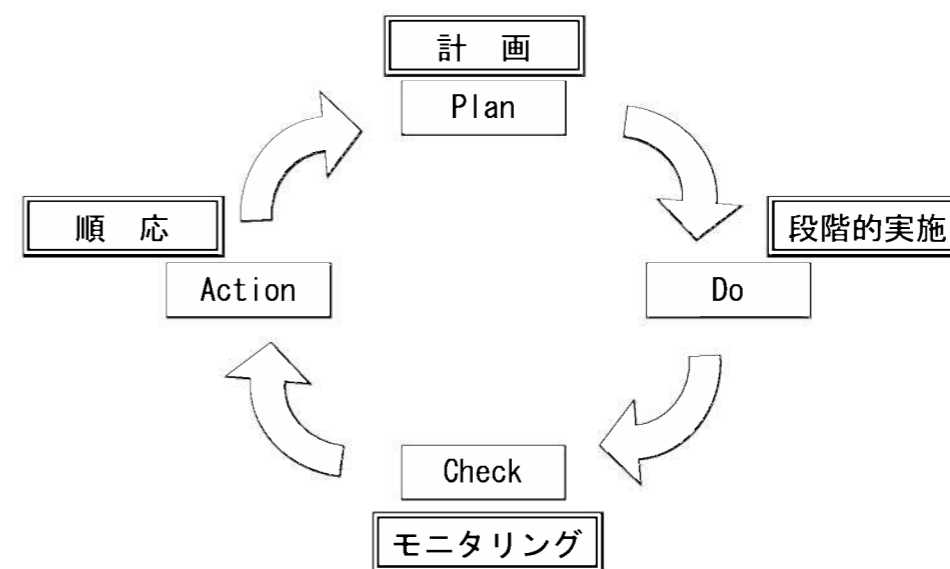 計 画
Plan
順 応
Action
段階的実施
Do
Check
モニタリング